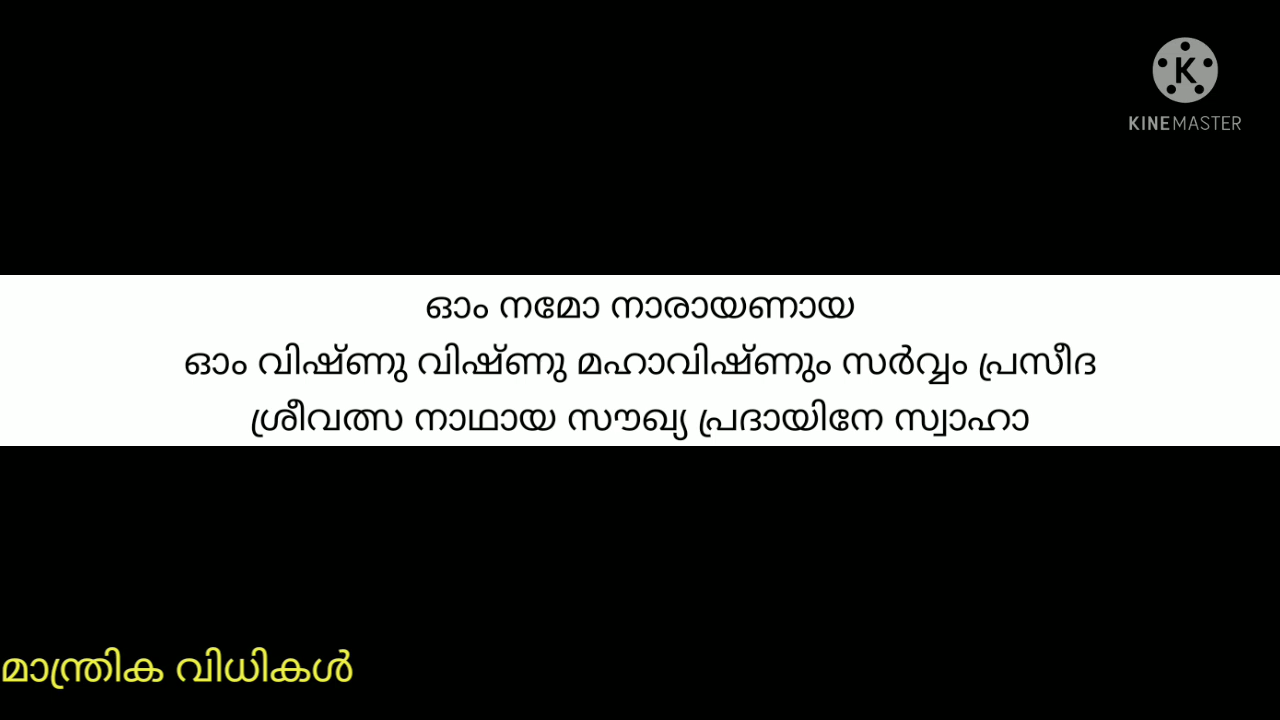 KINEMASTER
ഓം നമോ നാരായണായ
ഓം വിഷ്ണു വിഷ്ണു മഹാവിഷ്ണും സർവ്വം പ്രസീദ
ശ്രീവത്സ നാഥായ സൗഖ്യ പ്രദായിനേ സ്വാഹാ
മാന്ത്രിക വിധികൾ